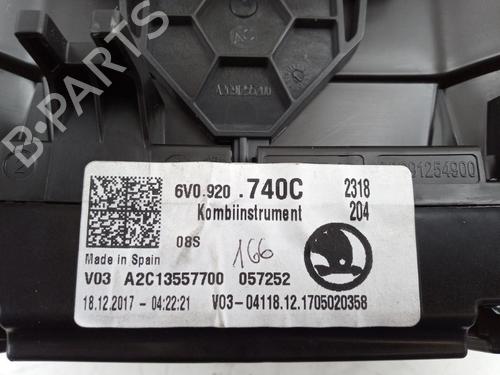 B-PARTS
6V0.920 .740C 2318
Kombiinstrument 204
08S 166
Made in Spain
V03 A2C13557700 057252
18.12.2017 - 04:22:21 V03-04118.12.1705020358